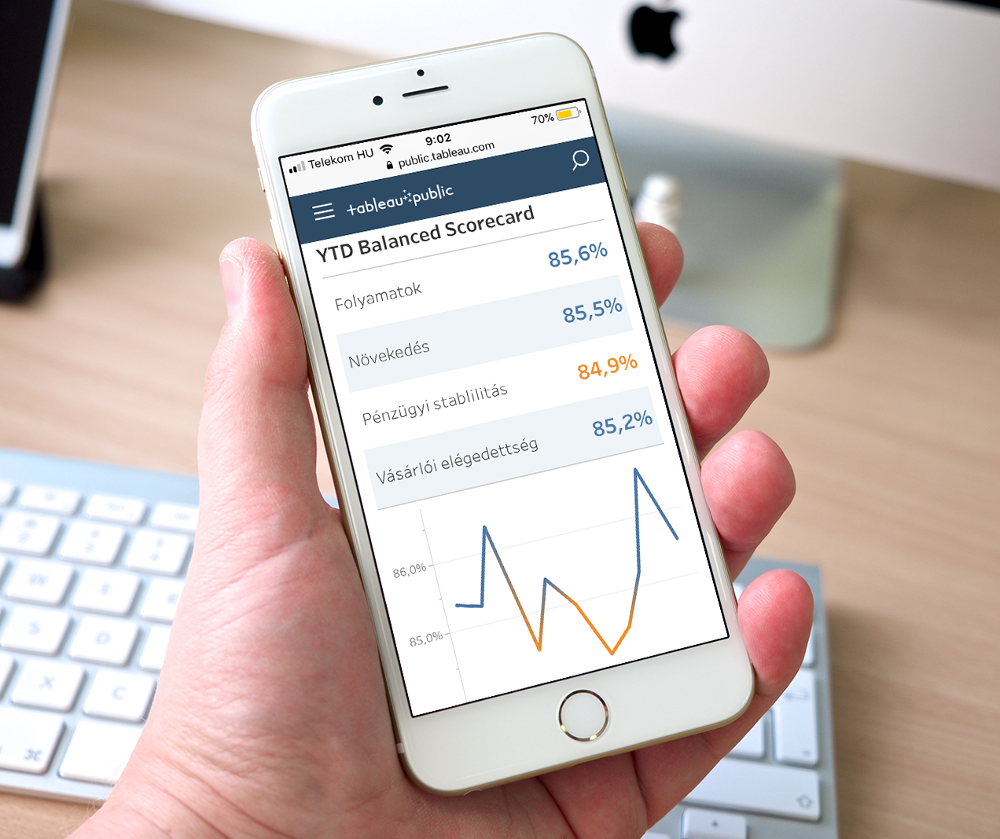 Telekom HU 9:02 70%
public.tableau.com
tableau public
YTD Balanced Scorecard
Folyamatok 85,6%
Növekedés 85,5%
Pénzügyi stablilitás 84,9%
Vásárlói elégedettség 85,2%
86,0%
85,0%
W E
S D
X C
⌘